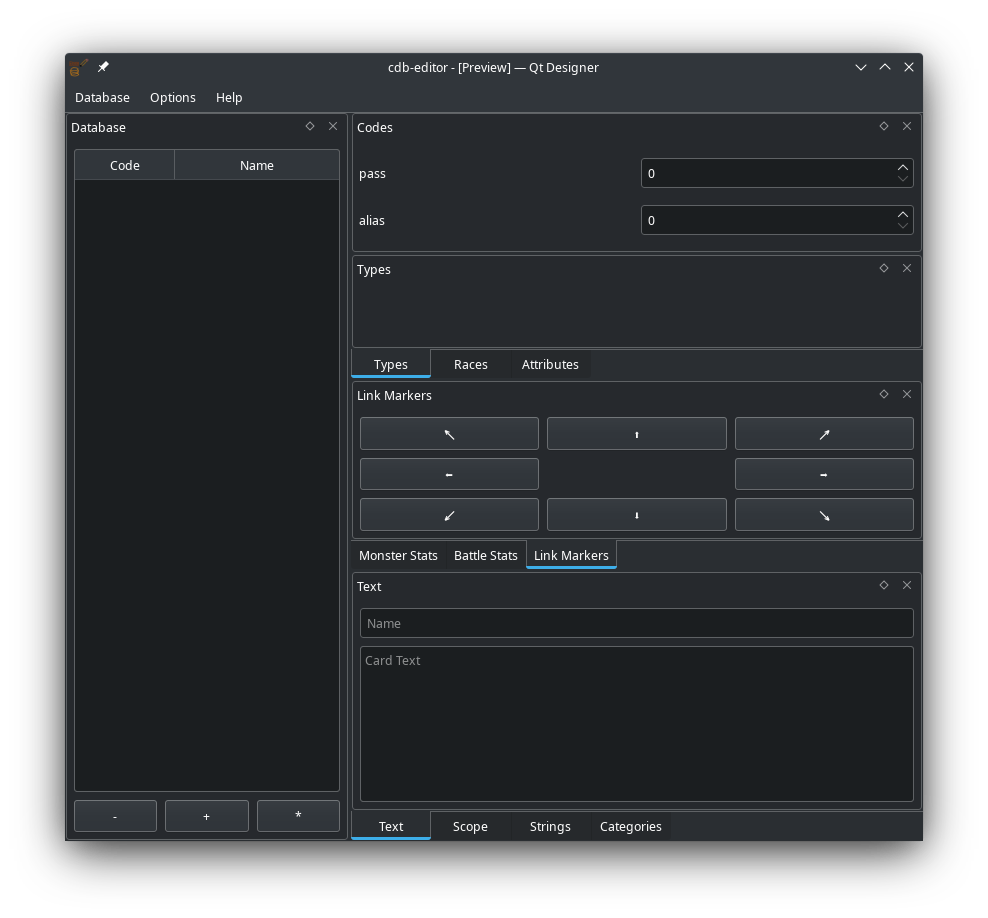 cdb-editor - [Preview] — Qt Designer
Database Options Help
Database
Code Name
- + *
Codes
pass 0
alias 0
Types
Types Races Attributes
Link Markers
↖ ⬆ ↗
⬅ ➡
↙ ⬇ ↘
Monster Stats Battle Stats Link Markers
Text
Name
Card Text
Text Scope Strings Categories